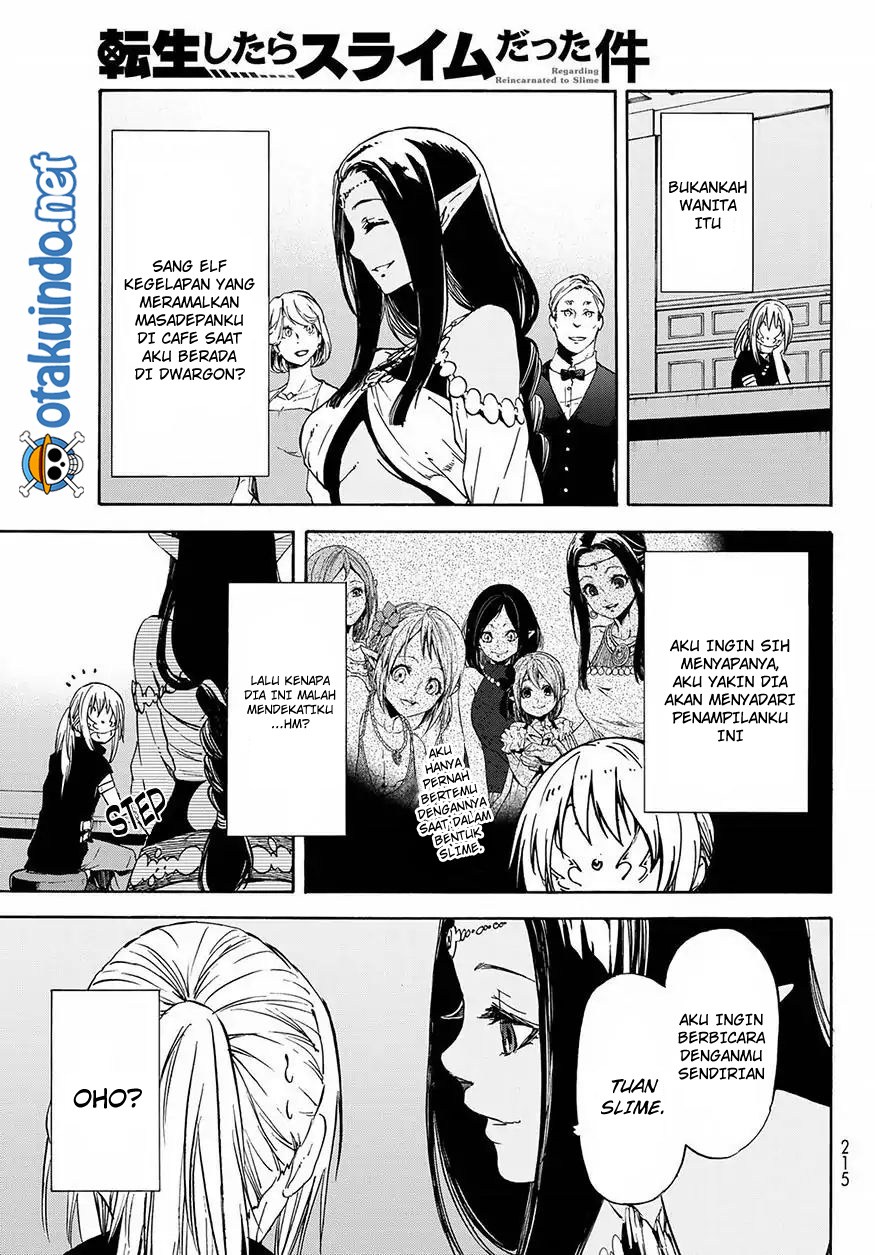 転生したらスライムだった件
Regarding
Reincarnated to Slime
otakuindo.net
BUKANKAH
WANITA
ITU
SANG ELF
KEGELAPAN YANG
MERAMALKAN
MASADEPANKU
DI CAFE SAAT
AKU BERADA
DI DWARGON?
AKU INGIN SIH
MENYAPANYA,
AKU YAKIN DIA
AKAN MENYADARI
PENAMPILANKU
INI
AKU
HANYA
PERNAH
BERTEMU
DENGANNYA
SAAT DALAM
BENTUK
SLIME.
LALU KENAPA
DIA INI MALAH
MENDEKATIKU
...HM?
STEP
AKU INGIN
BERBICARA
DENGANMU
SENDIRIAN
TUAN
SLIME.
OHO?
215